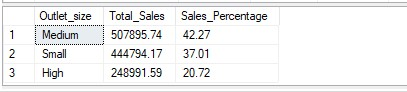 Outlet_size Total_Sales Sales_Percentage
1 Medium 507895.74 42.27
2 Small 444794.17 37.01
3 High 248991.59 20.72